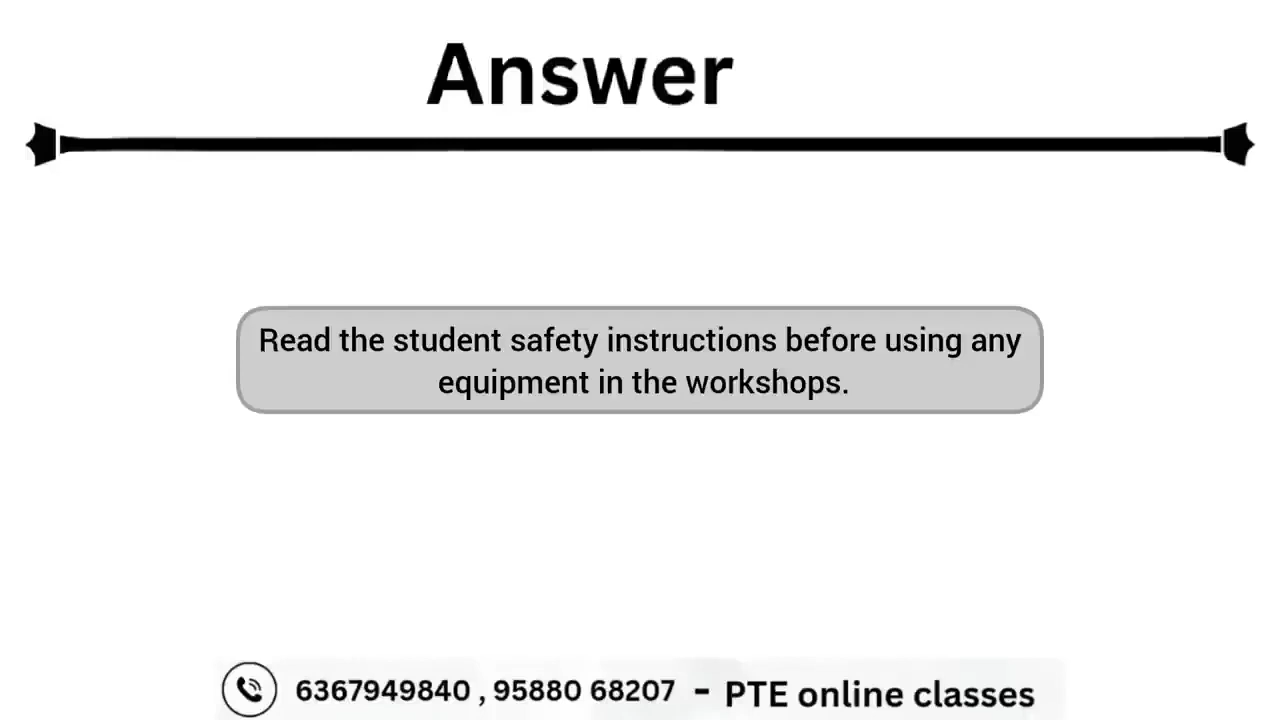 Answer
Read the student safety instructions before using any
equipment in the workshops.
6367949840 , 95880 68207 - PTE online classes